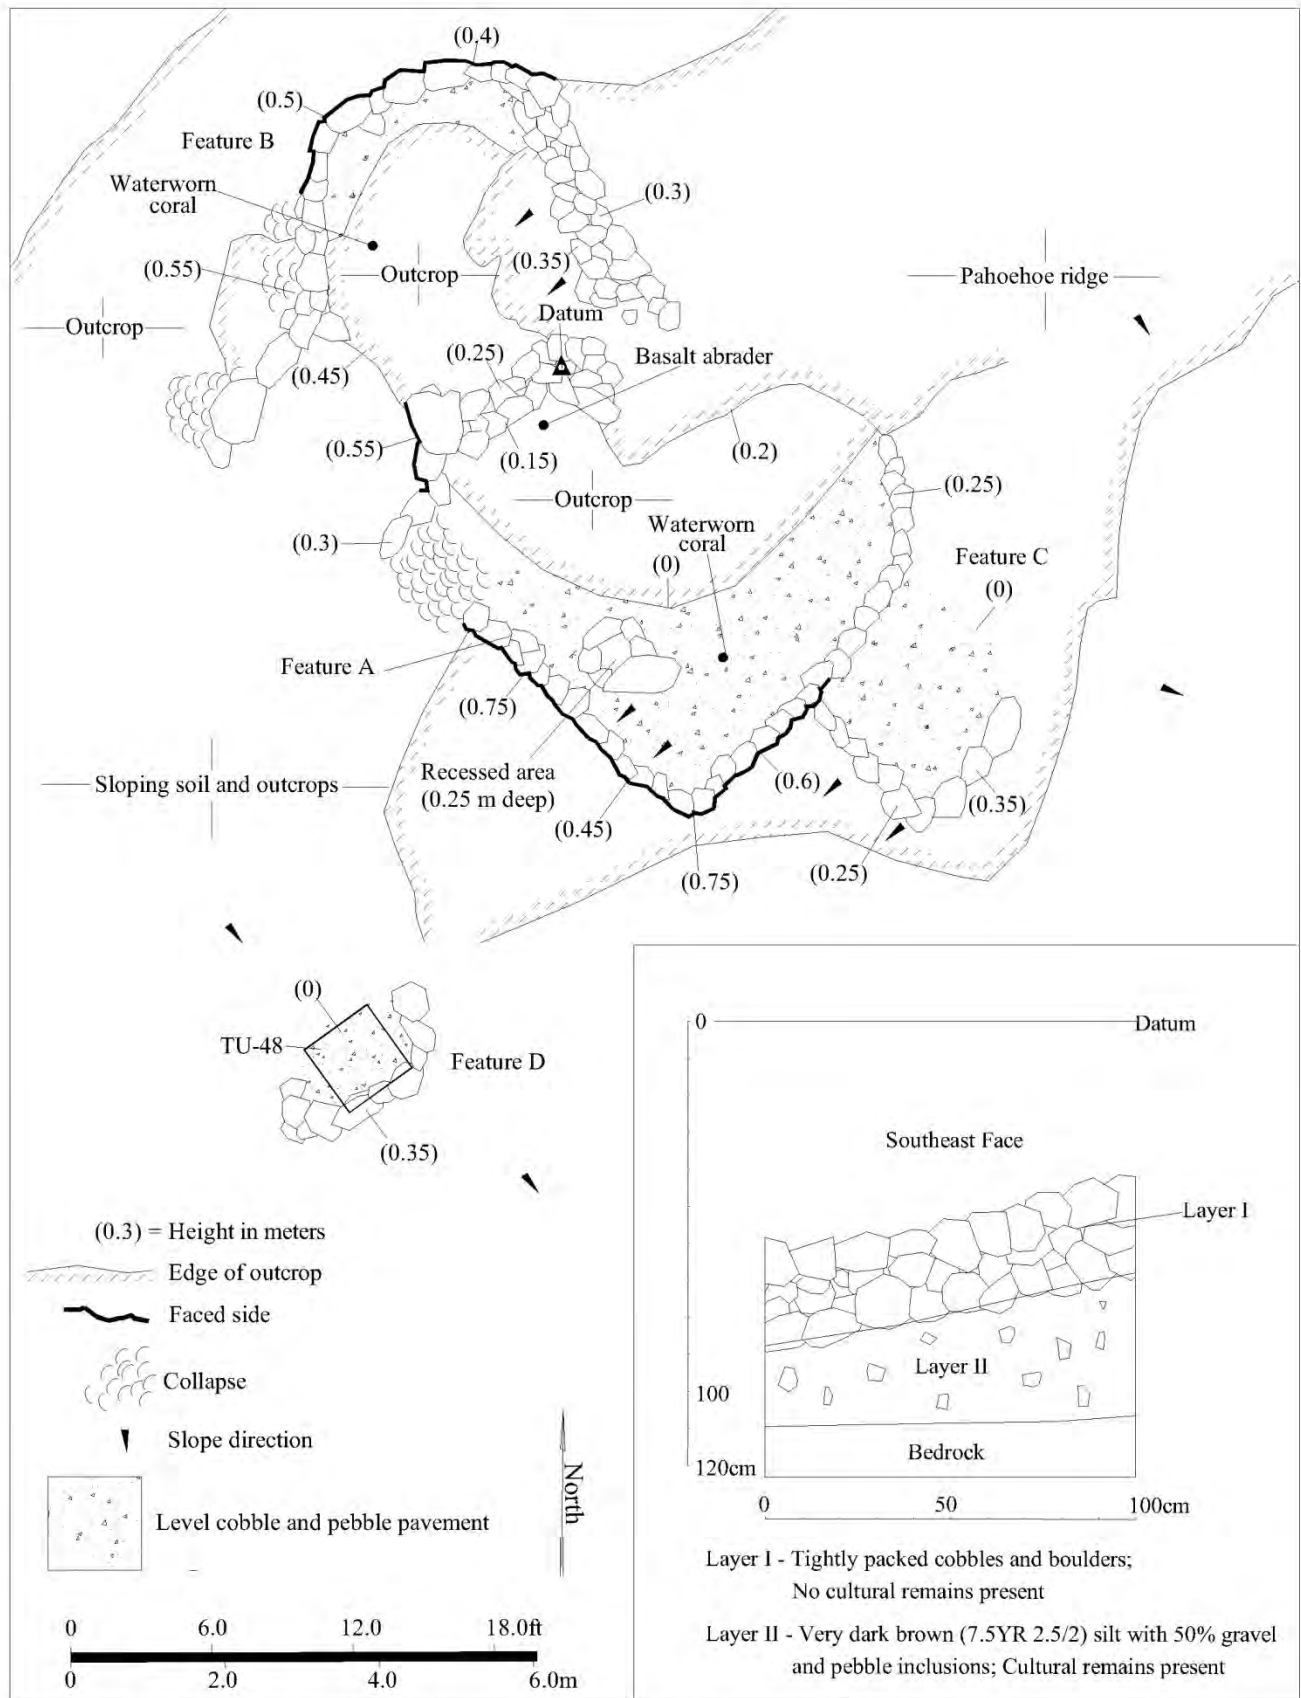 (0.4)
(0.5)
Feature B
Waterworn
coral
(0.3)
(0.55)
(0.35)
Outcrop
Pahoehoe ridge
Outcrop
Datum
(0.25)
Basalt abrader
(0.45)
(0.55)
(0.15)
(0.2)
(0.25)
Outcrop
Waterworn
coral
(0.3)
(0)
Feature C
(0)
Feature A
(0.75)
Recessed area
(0.25 m deep)
Sloping soil and outcrops
(0.6)
(0.35)
(0.45)
(0.75)
(0.25)
(0)
TU-48
Feature D
(0.35)
(0.3) = Height in meters
Edge of outcrop
Faced side
Collapse
Slope direction
North
Level cobble and pebble pavement
0 6.0 12.0 18.0ft
2.0 4.0 6.0m
0
Datum
Southeast Face
Layer I
Layer II
100
Bedrock
120cm
0 50 100cm
Layer I - Tightly packed cobbles and boulders;
No cultural remains present
Layer II - Very dark brown (7.5YR 2.5/2) silt with 50% gravel
and pebble inclusions; Cultural remains present